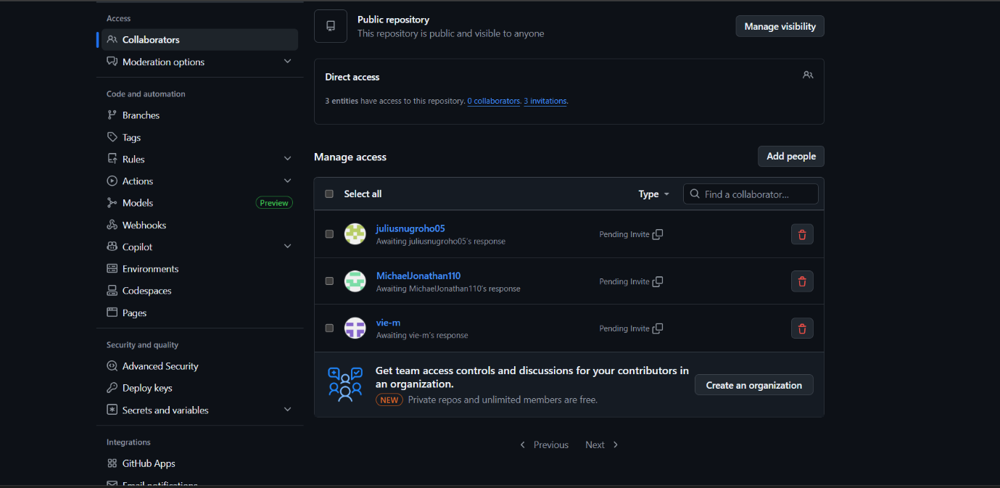 Access
Collaborators
Moderation options
Code and automation
Branches
Tags
Rules
Actions
Models
Preview
Webhooks
Copilot
Environments
Codespaces
Pages
Security and quality
Advanced Security
Deploy keys
Secrets and variables
Integrations
GitHub Apps
Email notifications
Public repository
This repository is public and visible to anyone
Manage visibility
Direct access
3 entities have access to this repository. 0 collaborators. 3 invitations.
Manage access
Add people
Select all
Type
Find a collaborator...
juliusnugroho05
Awaiting juliusnugroho05's response
Pending Invite
MichaelJonathan110
Awaiting MichaelJonathan110's response
Pending Invite
vie-m
Awaiting vie-m's response
Pending Invite
Get team access controls and discussions for your contributors in
an organization.
NEW Private repos and unlimited members are free.
Create an organization
Previous
Next